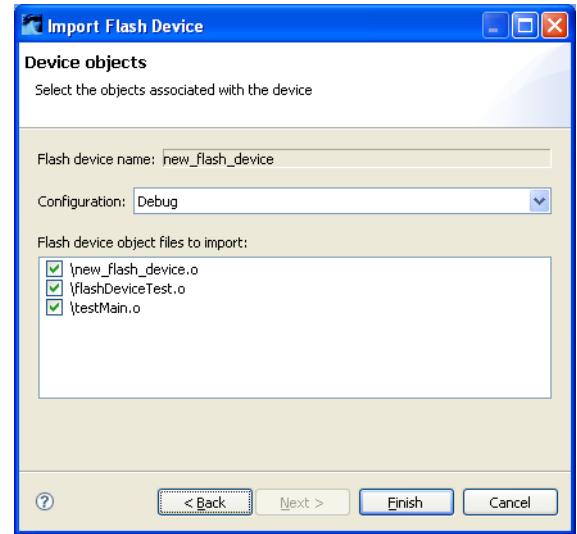 Import Flash Device
Device objects
Select the objects associated with the device
Flash device name: new_flash_device
Configuration: Debug
Flash device object files to import:
\new_flash_device.o
\flashDeviceTest.o
\testMain.o
? < Back Next > Finish Cancel